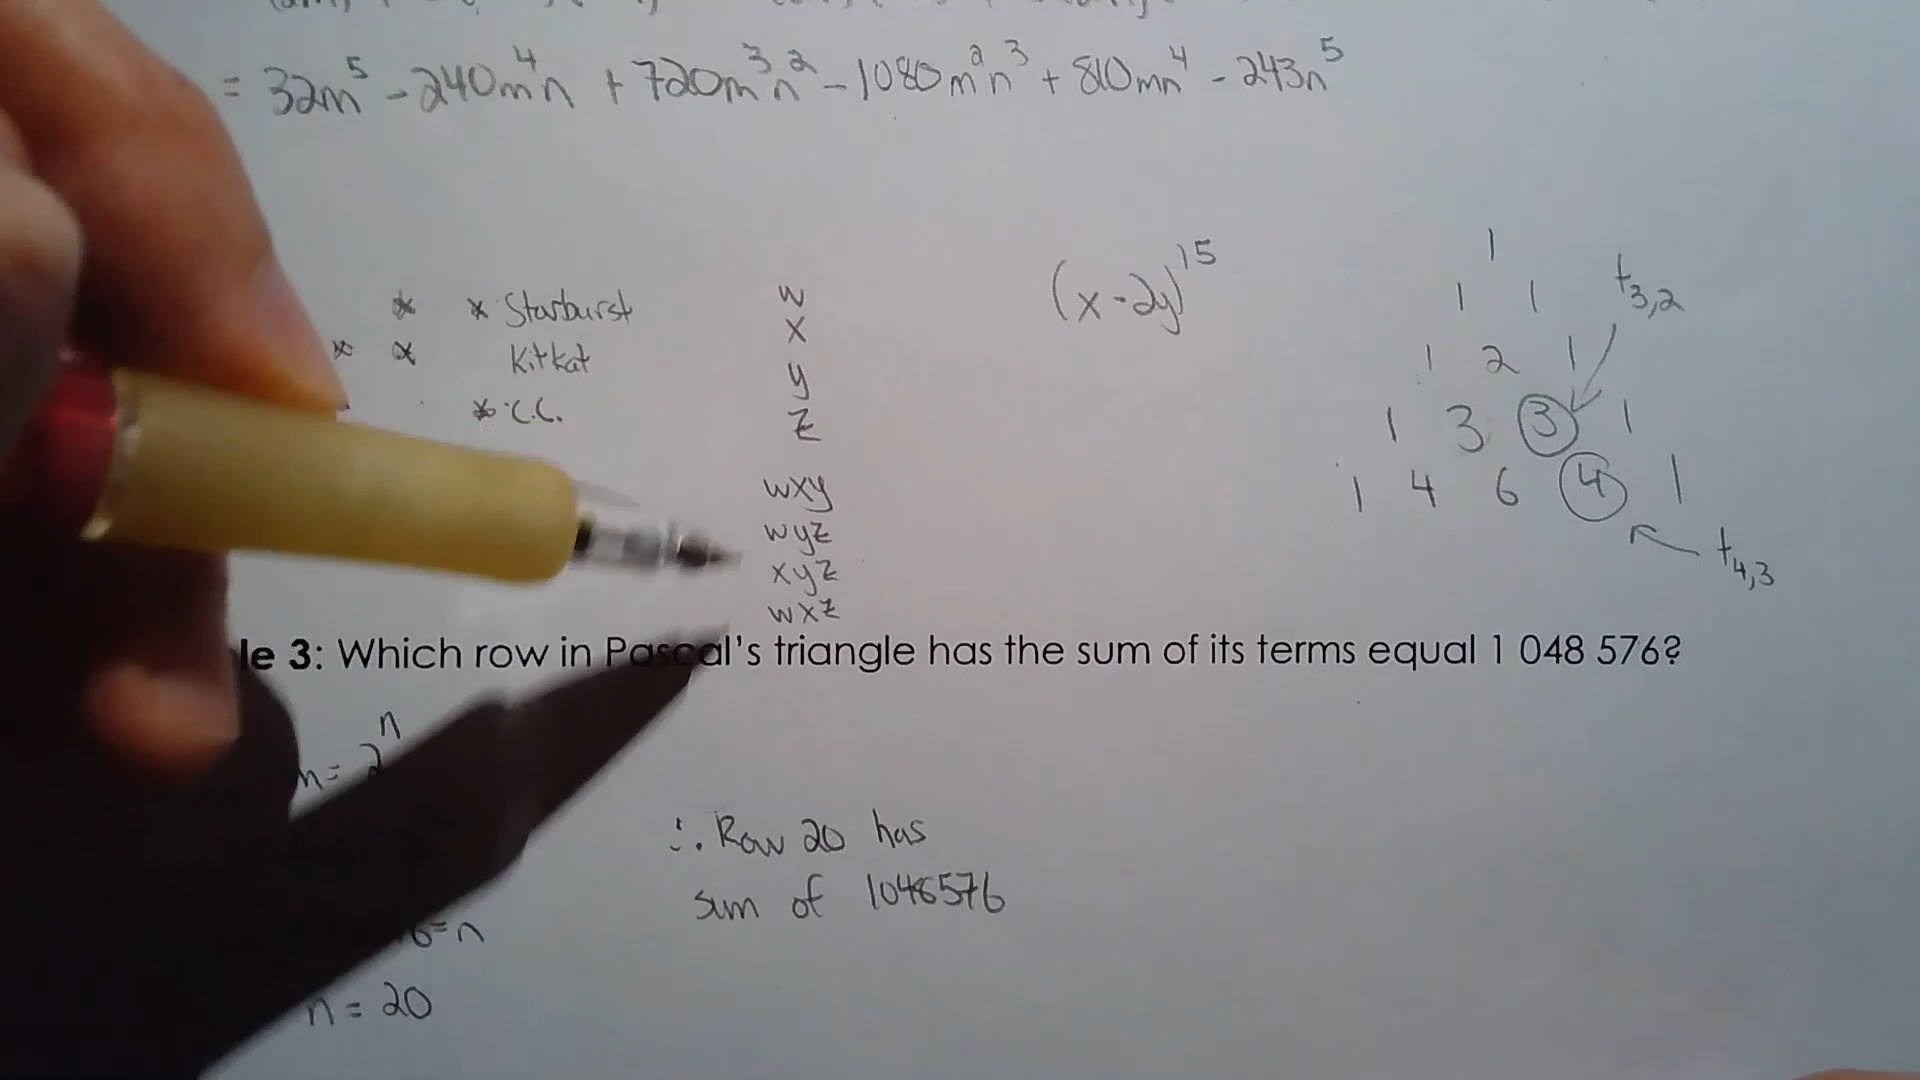 = 32m⁵ - 240m⁴n + 720m³n² - 1080m²n³ + 810mn⁴ - 243n⁵
* * Starburst
* * Kitkat
* C.C.
w
x
y
z
wxy
wyz
xyz
wxz
(x-2y)¹⁵
1
1 1
1 2 1
1 3 3 1
1 4 6 4 1
t₃,₂
t₄,₃
le 3: Which row in Pascal's triangle has the sum of its terms equal 1 048 576?
= 2ⁿ
6 = n
n = 20
∴ Row 20 has
sum of 1048576